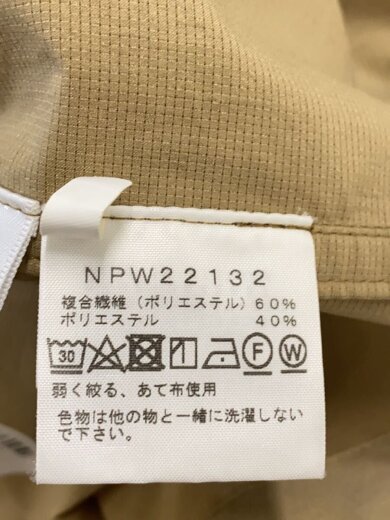 NPW22132
複合繊維（ポリエステル）60％
ポリエステル 40％
30 F W
弱く絞る、あて布使用
色物は他の物と一緒に洗濯しない
で下さい。